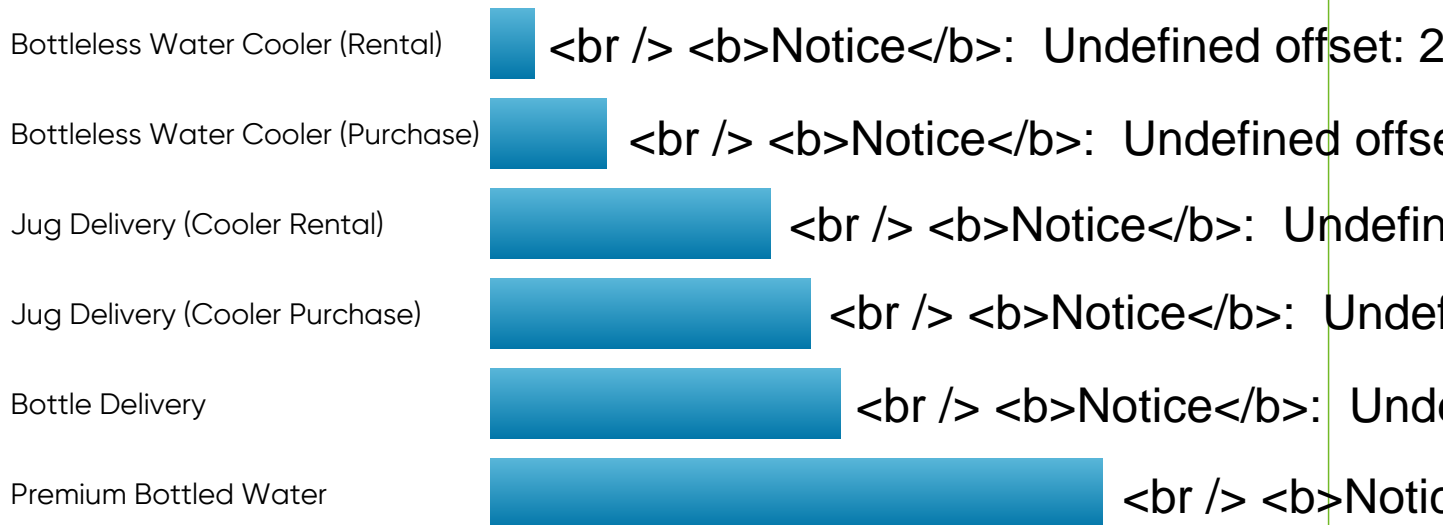 Bottleless Water Cooler (Rental) <br /> <b>Notice</b>: Undefined offset: 2
Bottleless Water Cooler (Purchase) <br /> <b>Notice</b>: Undefined offse
Jug Delivery (Cooler Rental) <br /> <b>Notice</b>: Undefin
Jug Delivery (Cooler Purchase) <br /> <b>Notice</b>: Undef
Bottle Delivery <br /> <b>Notice</b>: Unde
Premium Bottled Water <br /> <b>Notic